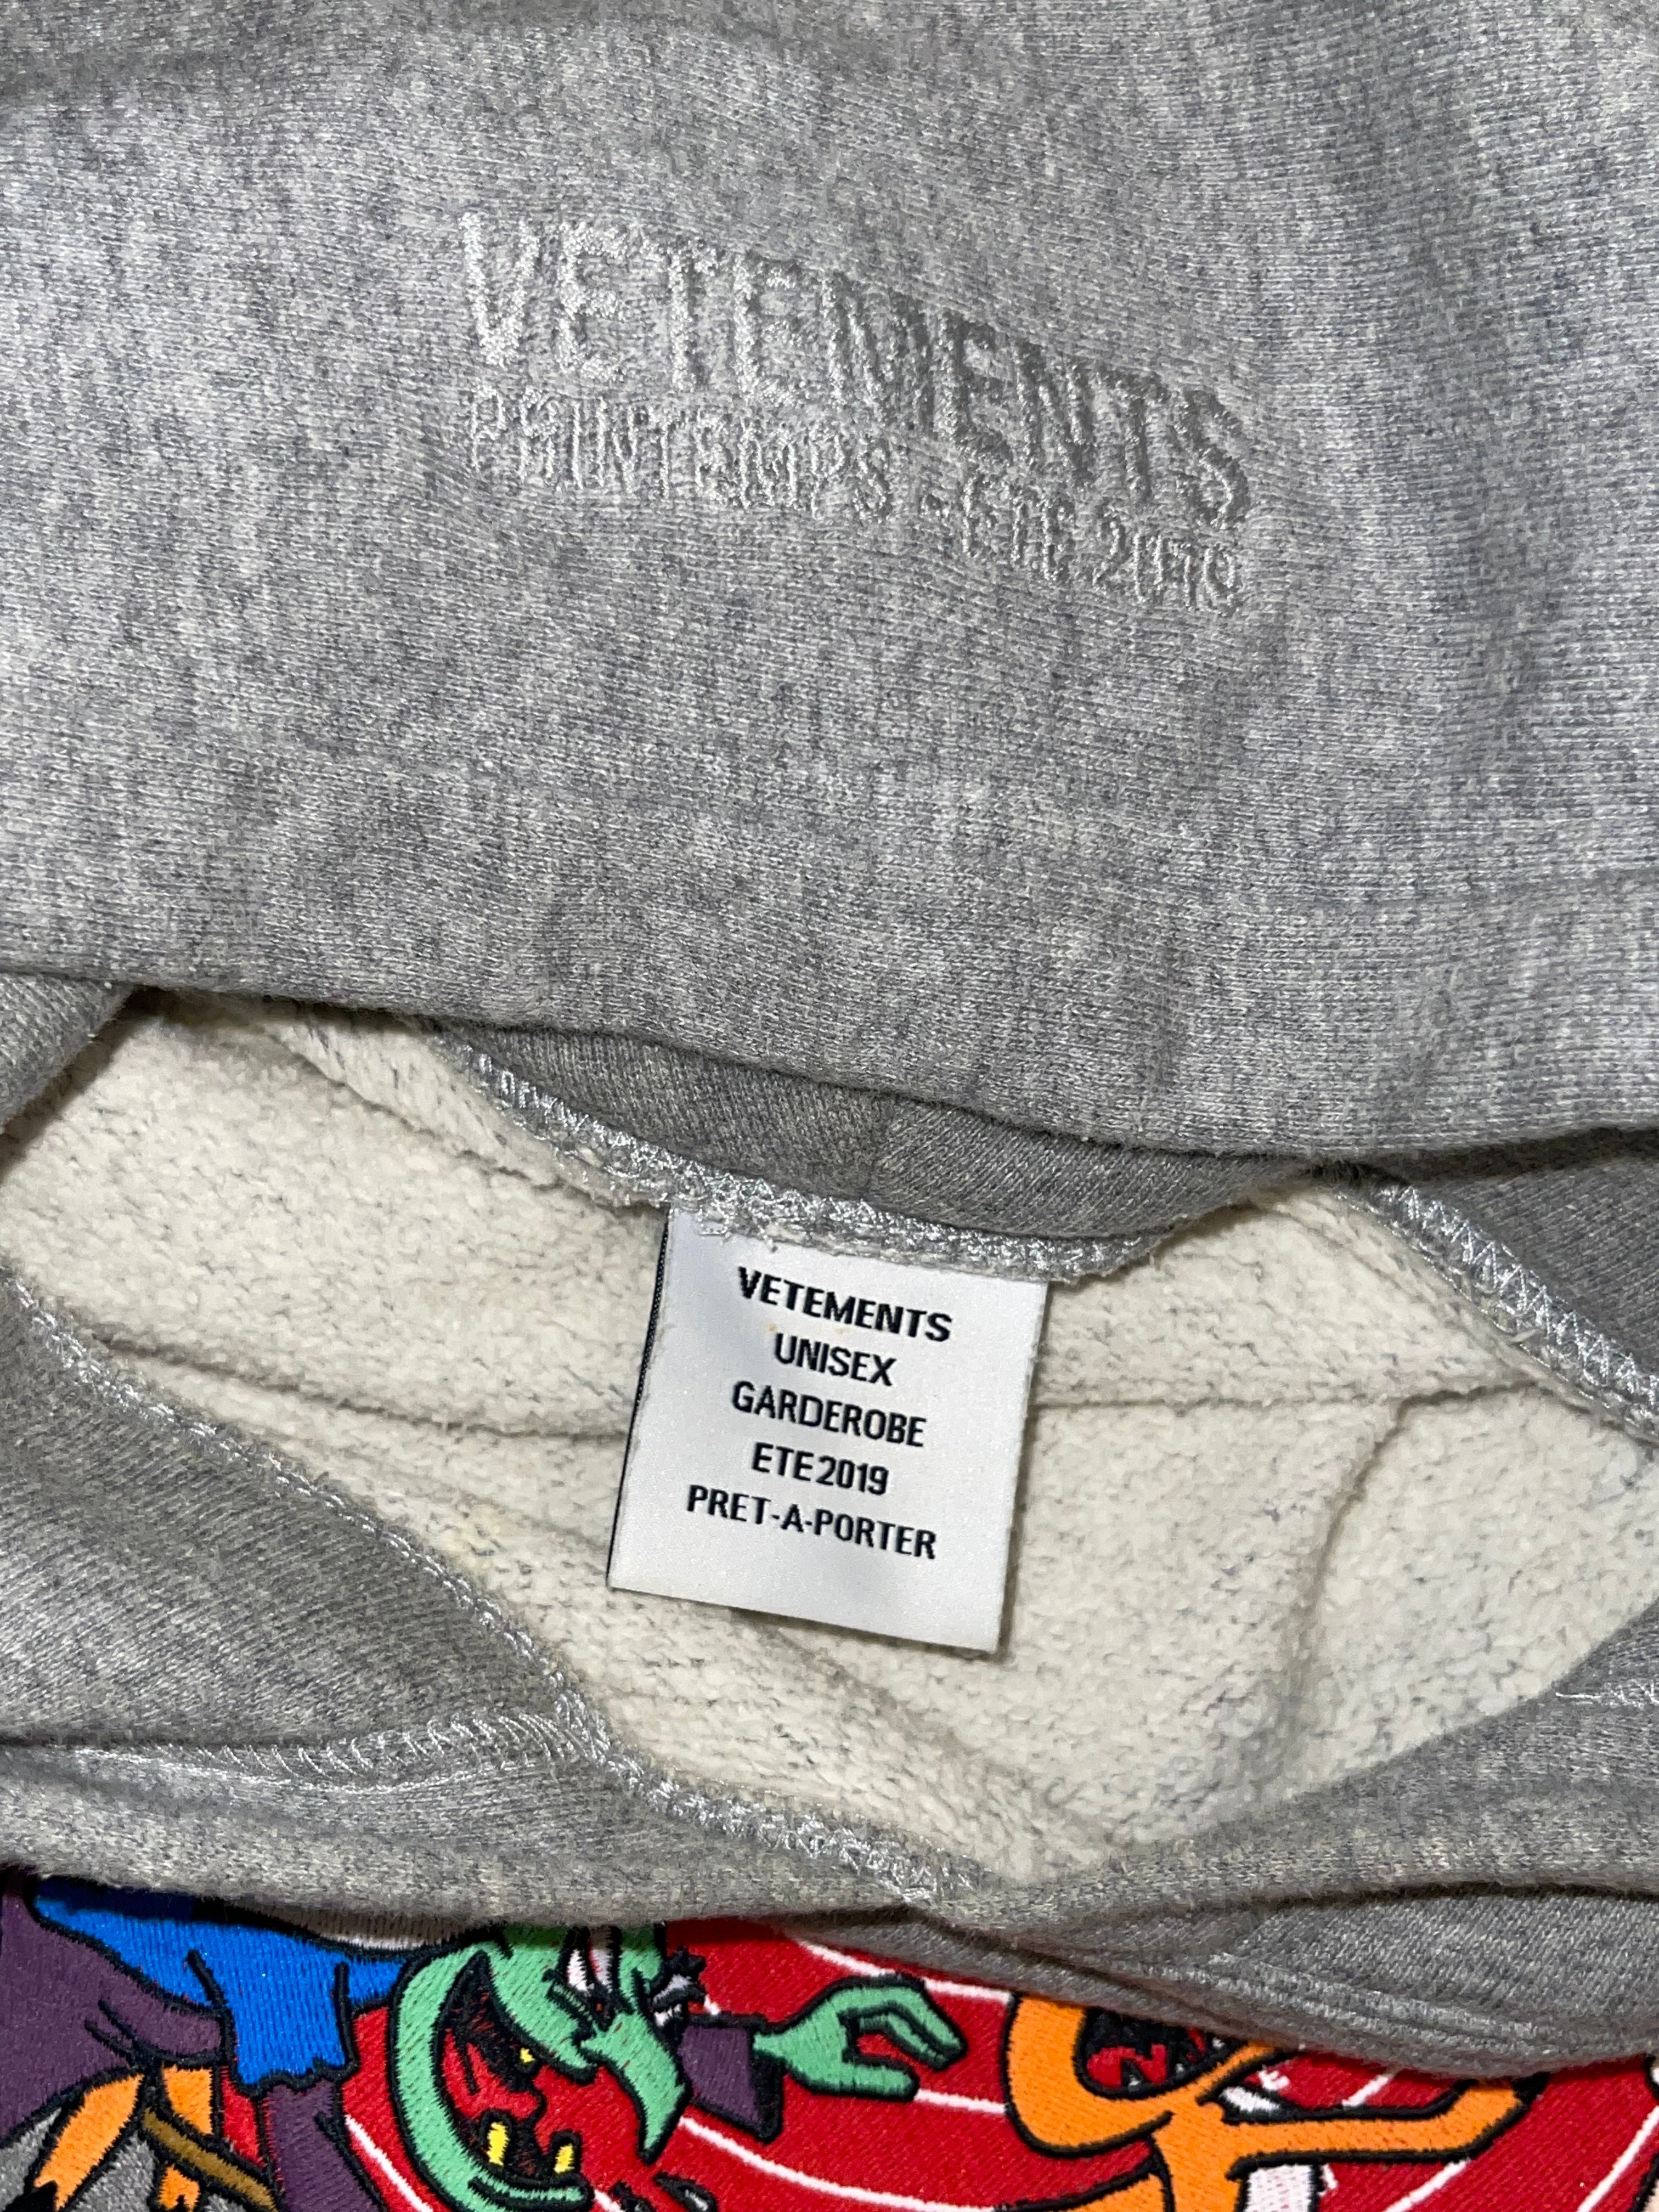 VETEMENTS
PRINTEMPS - ETE 2019
VETEMENTS
UNISEX
GARDEROBE
ETE 2019
PRET-A-PORTER